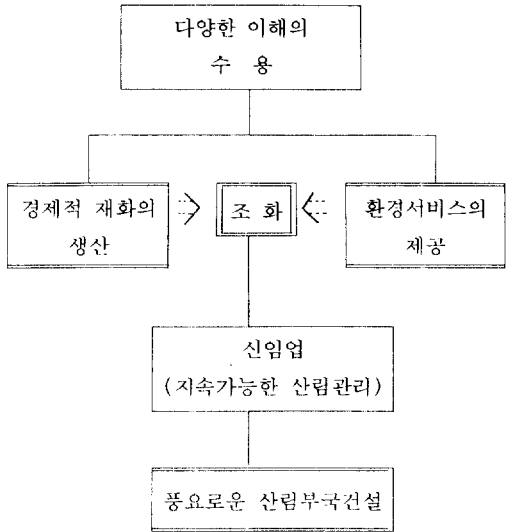 다양한 이해의
수 용
경제적 재화의
생산
조 화
환경서비스의
제공
신임업
(지속가능한 산림관리)
풍요로운 산림부국건설